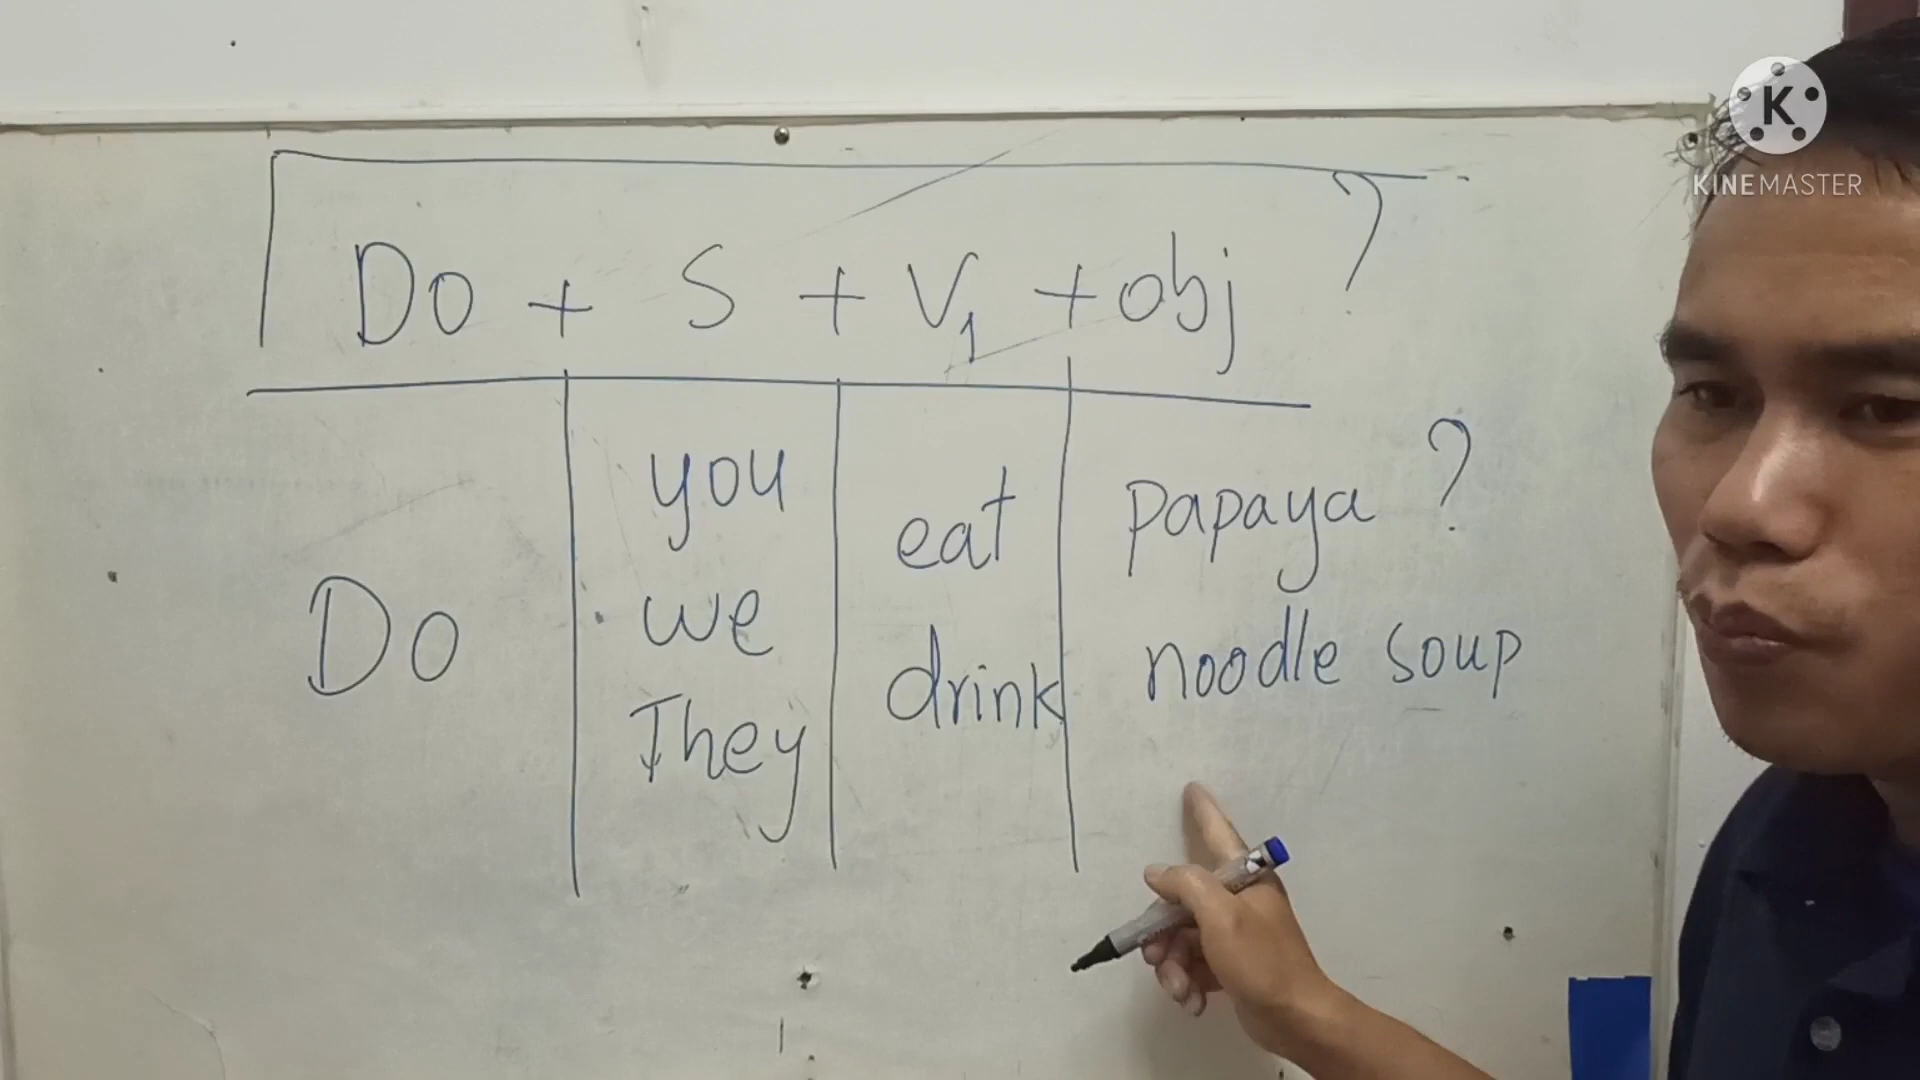 K
KINEMASTER
Do + S + V1 + obj ?
you
eat
papaya ?
Do
we
drink
noodle soup
They